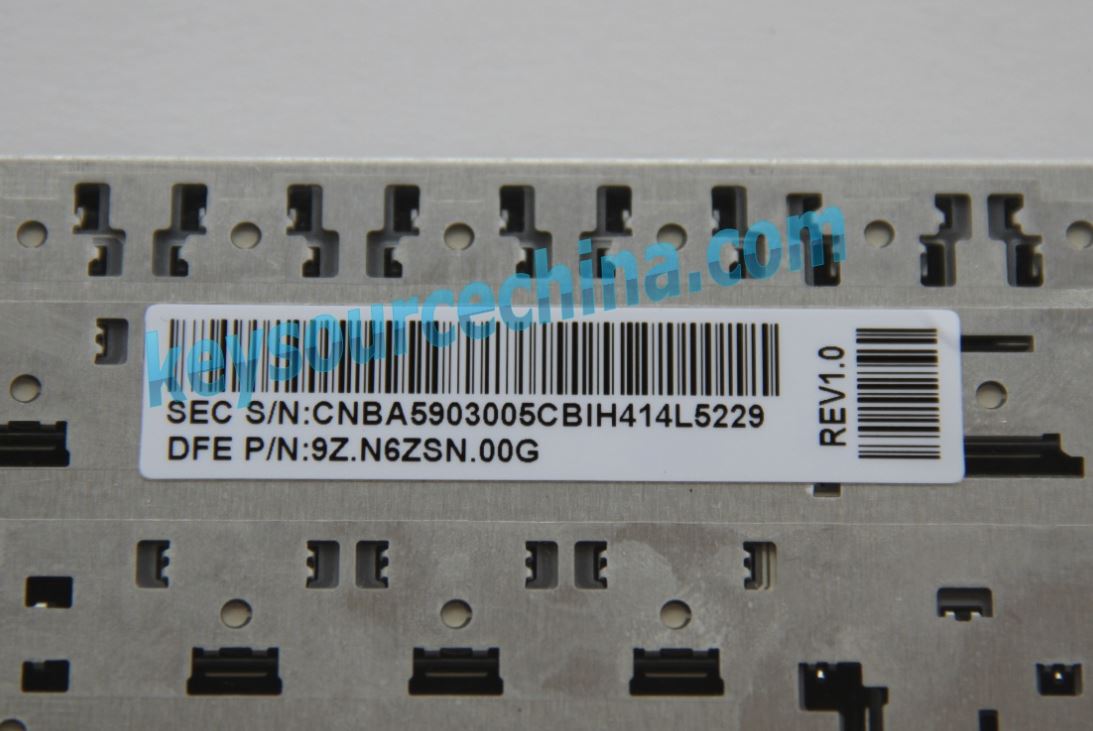 keysourcechina.com
SEC S/N:CNBA5903005CBIH414L5229
DFE P/N:9Z.N6ZSN.00G
REV1.0